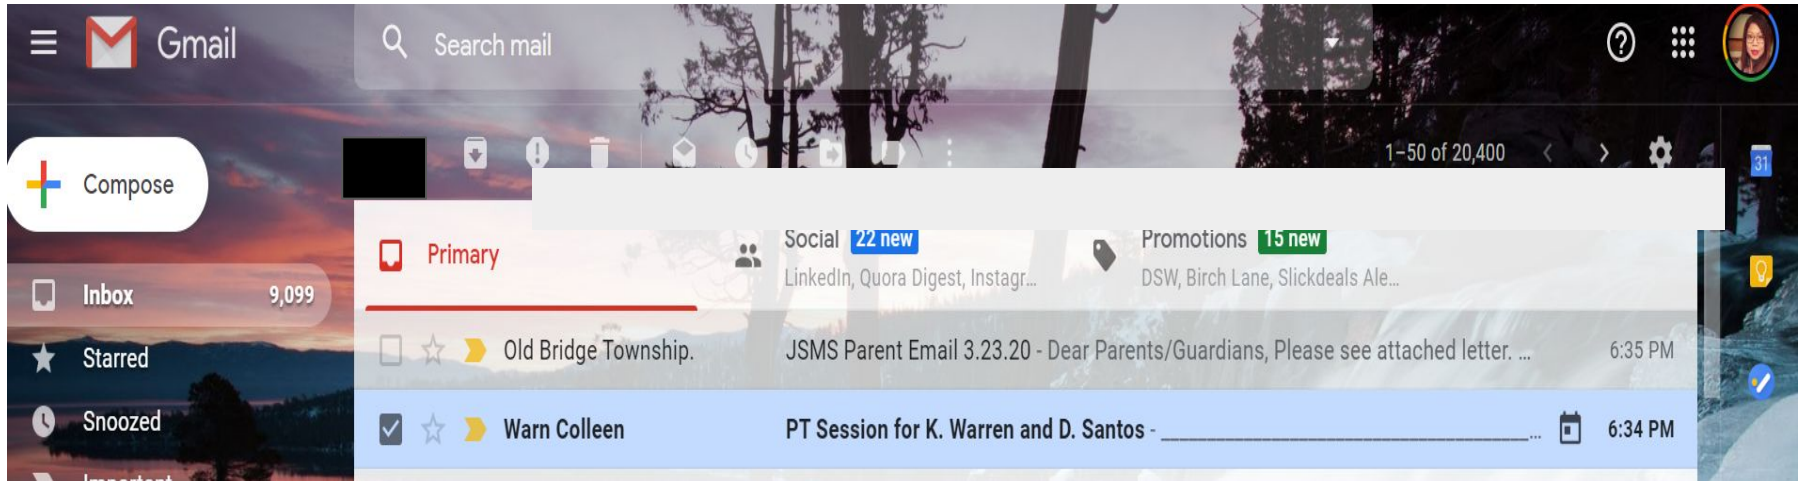 Gmail
Search mail
1–50 of 20,400
31
Compose
Primary
Social 22 new
LinkedIn, Quora Digest, Instagr...
Promotions 15 new
DSW, Birch Lane, Slickdeals Ale...
Inbox 9,099
Starred
Old Bridge Township. JSMS Parent Email 3.23.20 - Dear Parents/Guardians, Please see attached letter. ... 6:35 PM
Snoozed
Warn Colleen PT Session for K. Warren and D. Santos - ________________________________... 6:34 PM
Important